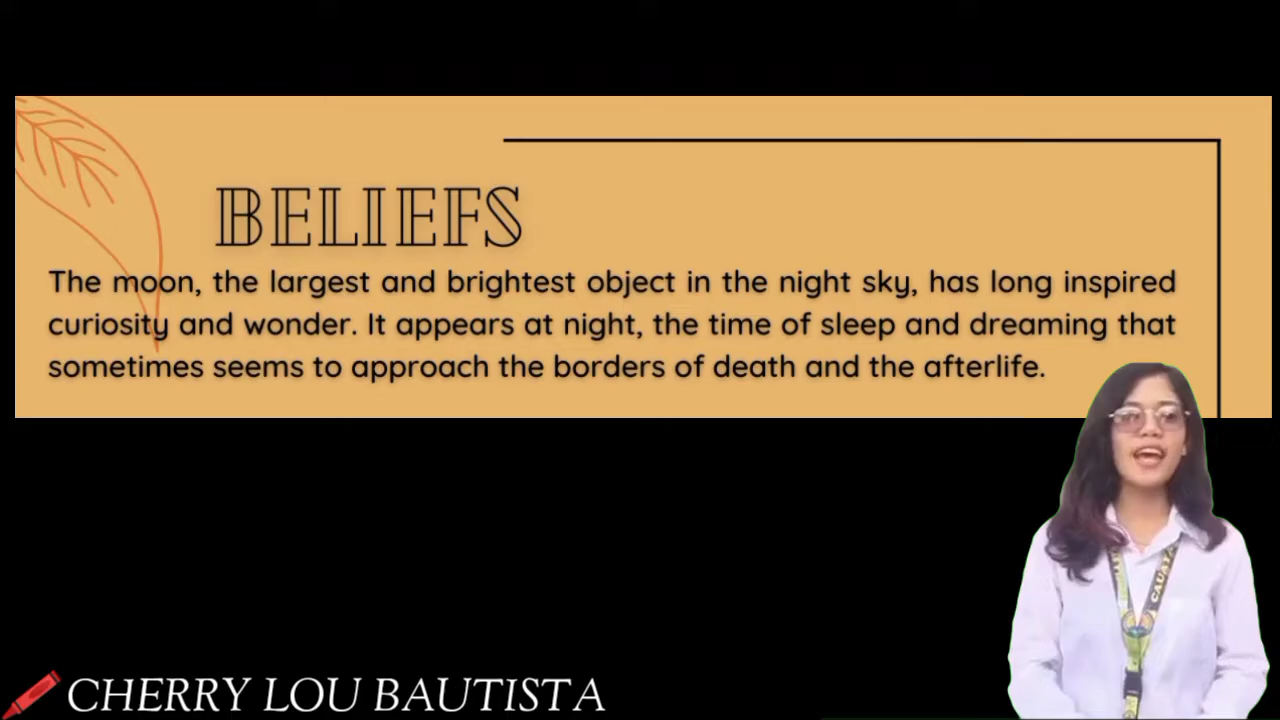 BELIEFS
The moon, the largest and brightest object in the night sky, has long inspired
curiosity and wonder. It appears at night, the time of sleep and dreaming that
sometimes seems to approach the borders of death and the afterlife.
CHERRY LOU BAUTISTA